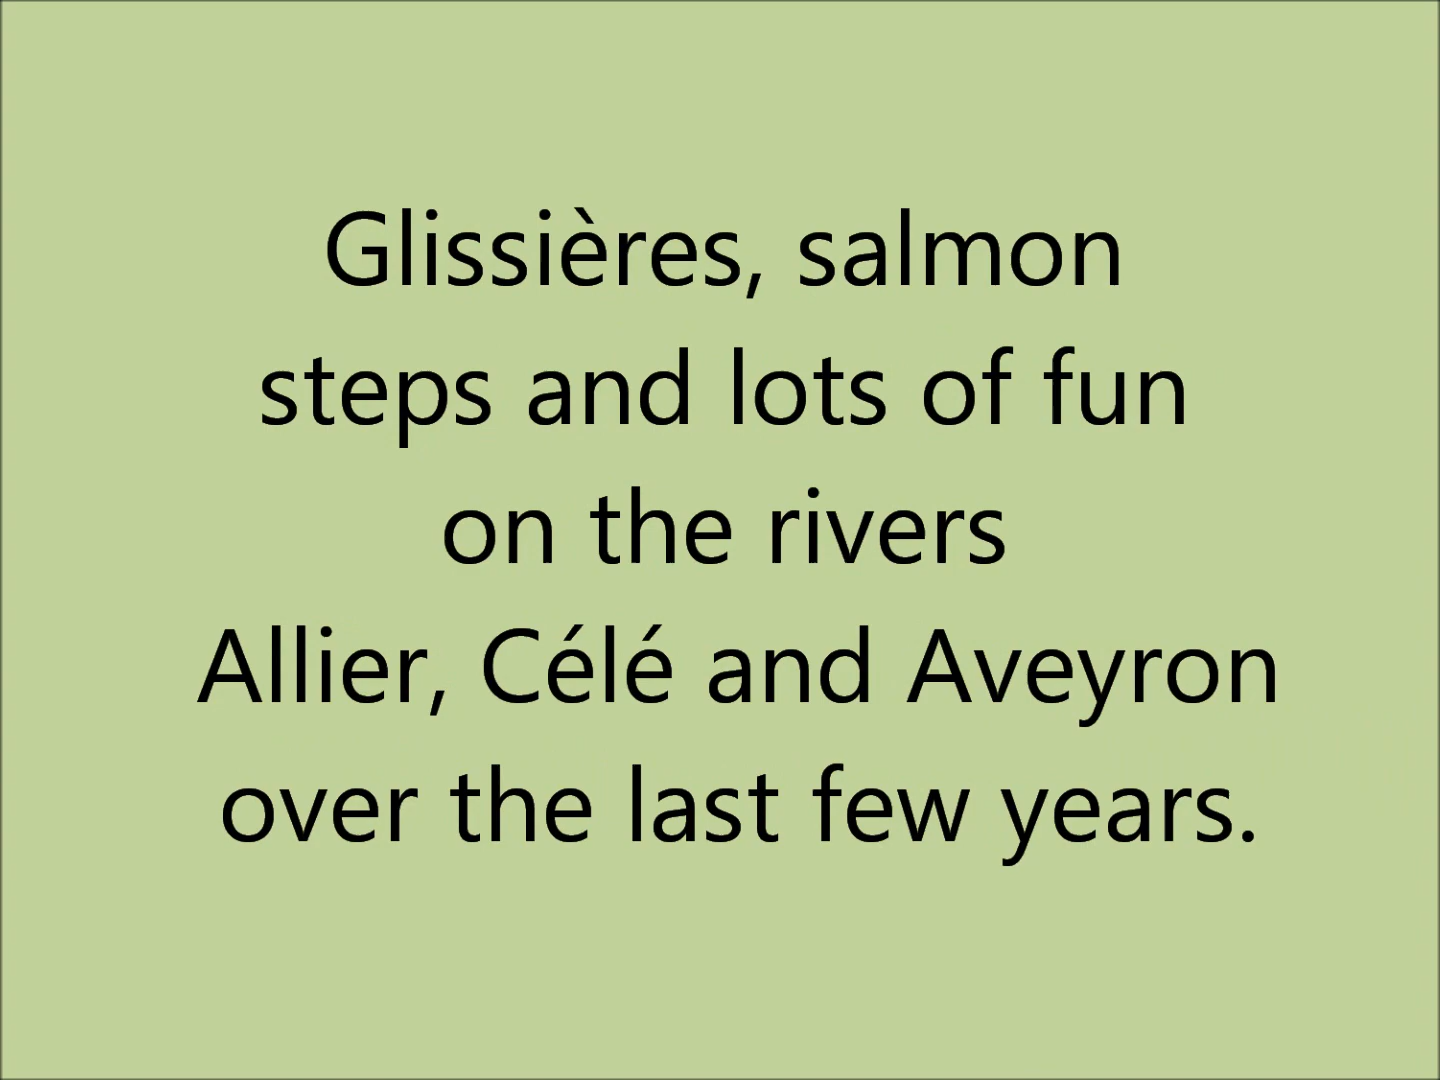 Glissières, salmon
steps and lots of fun
on the rivers
Allier, Célé and Aveyron
over the last few years.